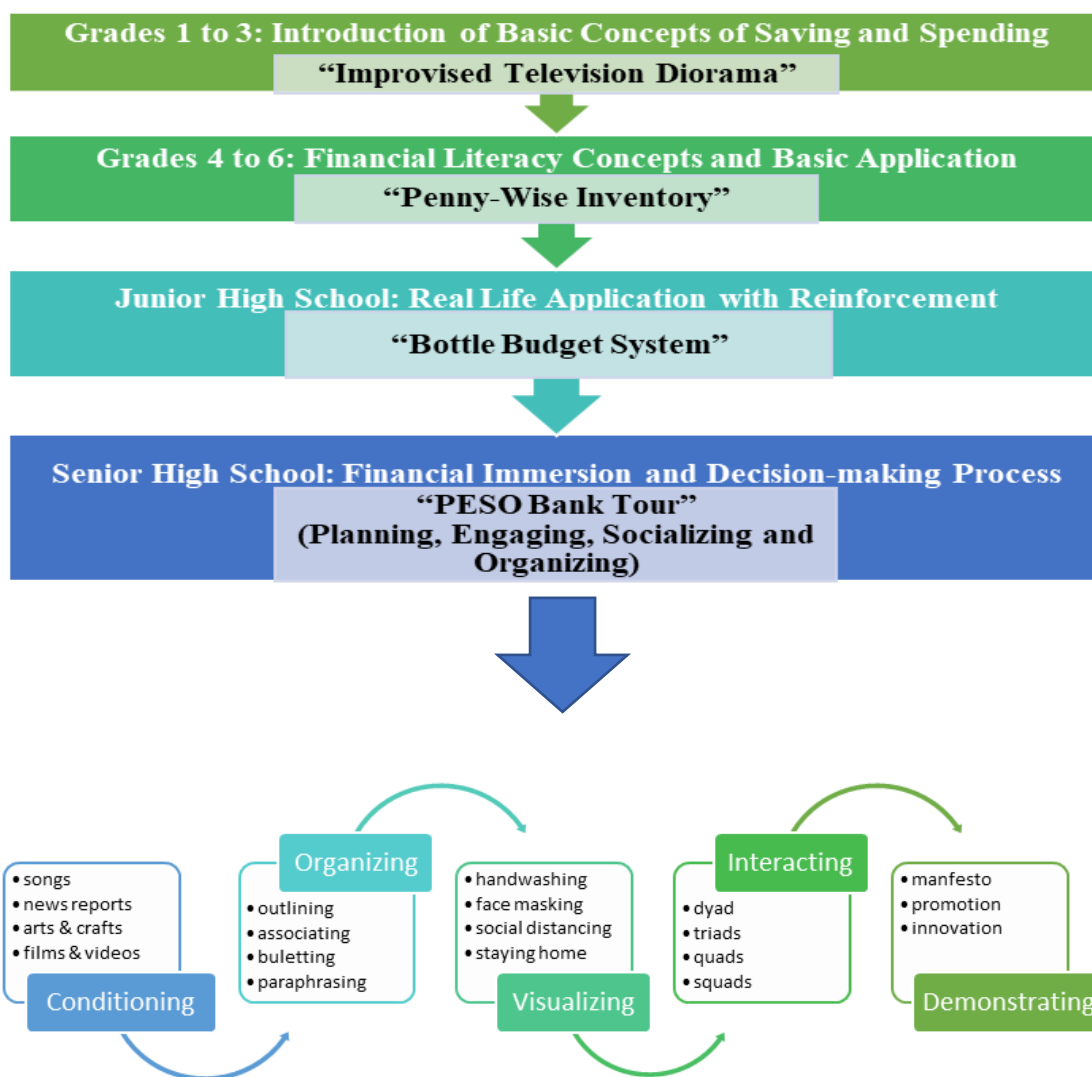 Grades 1 to 3: Introduction of Basic Concepts of Saving and Spending
“Improvised Television Diorama”
Grades 4 to 6: Financial Literacy Concepts and Basic Application
“Penny-Wise Inventory”
Junior High School: Real Life Application with Reinforcement
“Bottle Budget System”
Senior High School: Financial Immersion and Decision-making Process
“PESO Bank Tour”
(Planning, Engaging, Socializing and
Organizing)
• songs
• news reports
• arts & crafts
• films & videos
Conditioning
Organizing
• outlining
• associating
• buletting
• paraphrasing
• handwashing
• face masking
• social distancing
• staying home
Visualizing
Interacting
• dyad
• triads
• quads
• squads
• manfesto
• promotion
• innovation
Demonstrating